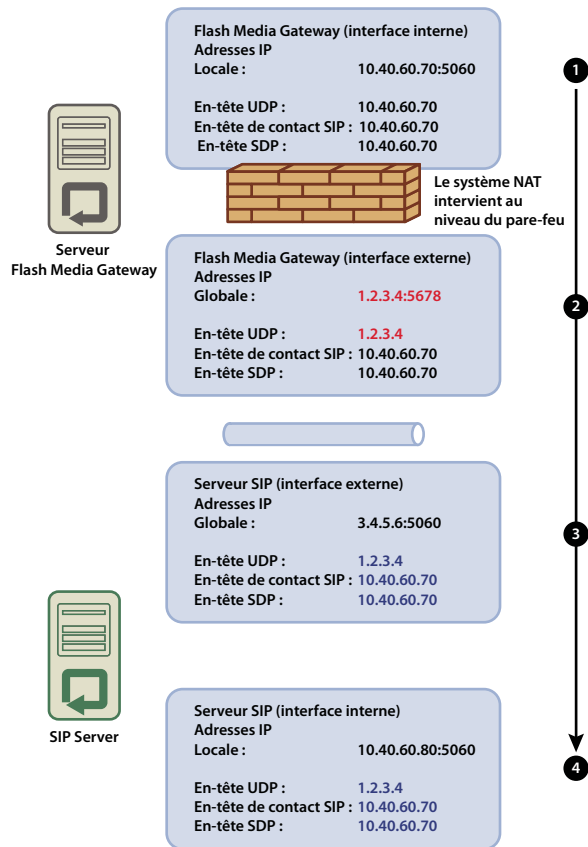 Flash Media Gateway (interface interne)
Adresses IP
Locale : 10.40.60.70:5060
En-tête UDP : 10.40.60.70
En-tête de contact SIP : 10.40.60.70
En-tête SDP : 10.40.60.70
1
Le système NAT
intervient au
niveau du pare-feu
Serveur
Flash Media Gateway
Flash Media Gateway (interface externe)
Adresses IP
Globale : 1.2.3.4:5678
En-tête UDP : 1.2.3.4
En-tête de contact SIP : 10.40.60.70
En-tête SDP : 10.40.60.70
2
Serveur SIP (interface externe)
Adresses IP
Globale : 3.4.5.6:5060
En-tête UDP : 1.2.3.4
En-tête de contact SIP : 10.40.60.70
En-tête SDP : 10.40.60.70
3
SIP Server
Serveur SIP (interface interne)
Adresses IP
Locale : 10.40.60.80:5060
En-tête UDP : 1.2.3.4
En-tête de contact SIP : 10.40.60.70
En-tête SDP : 10.40.60.70
4